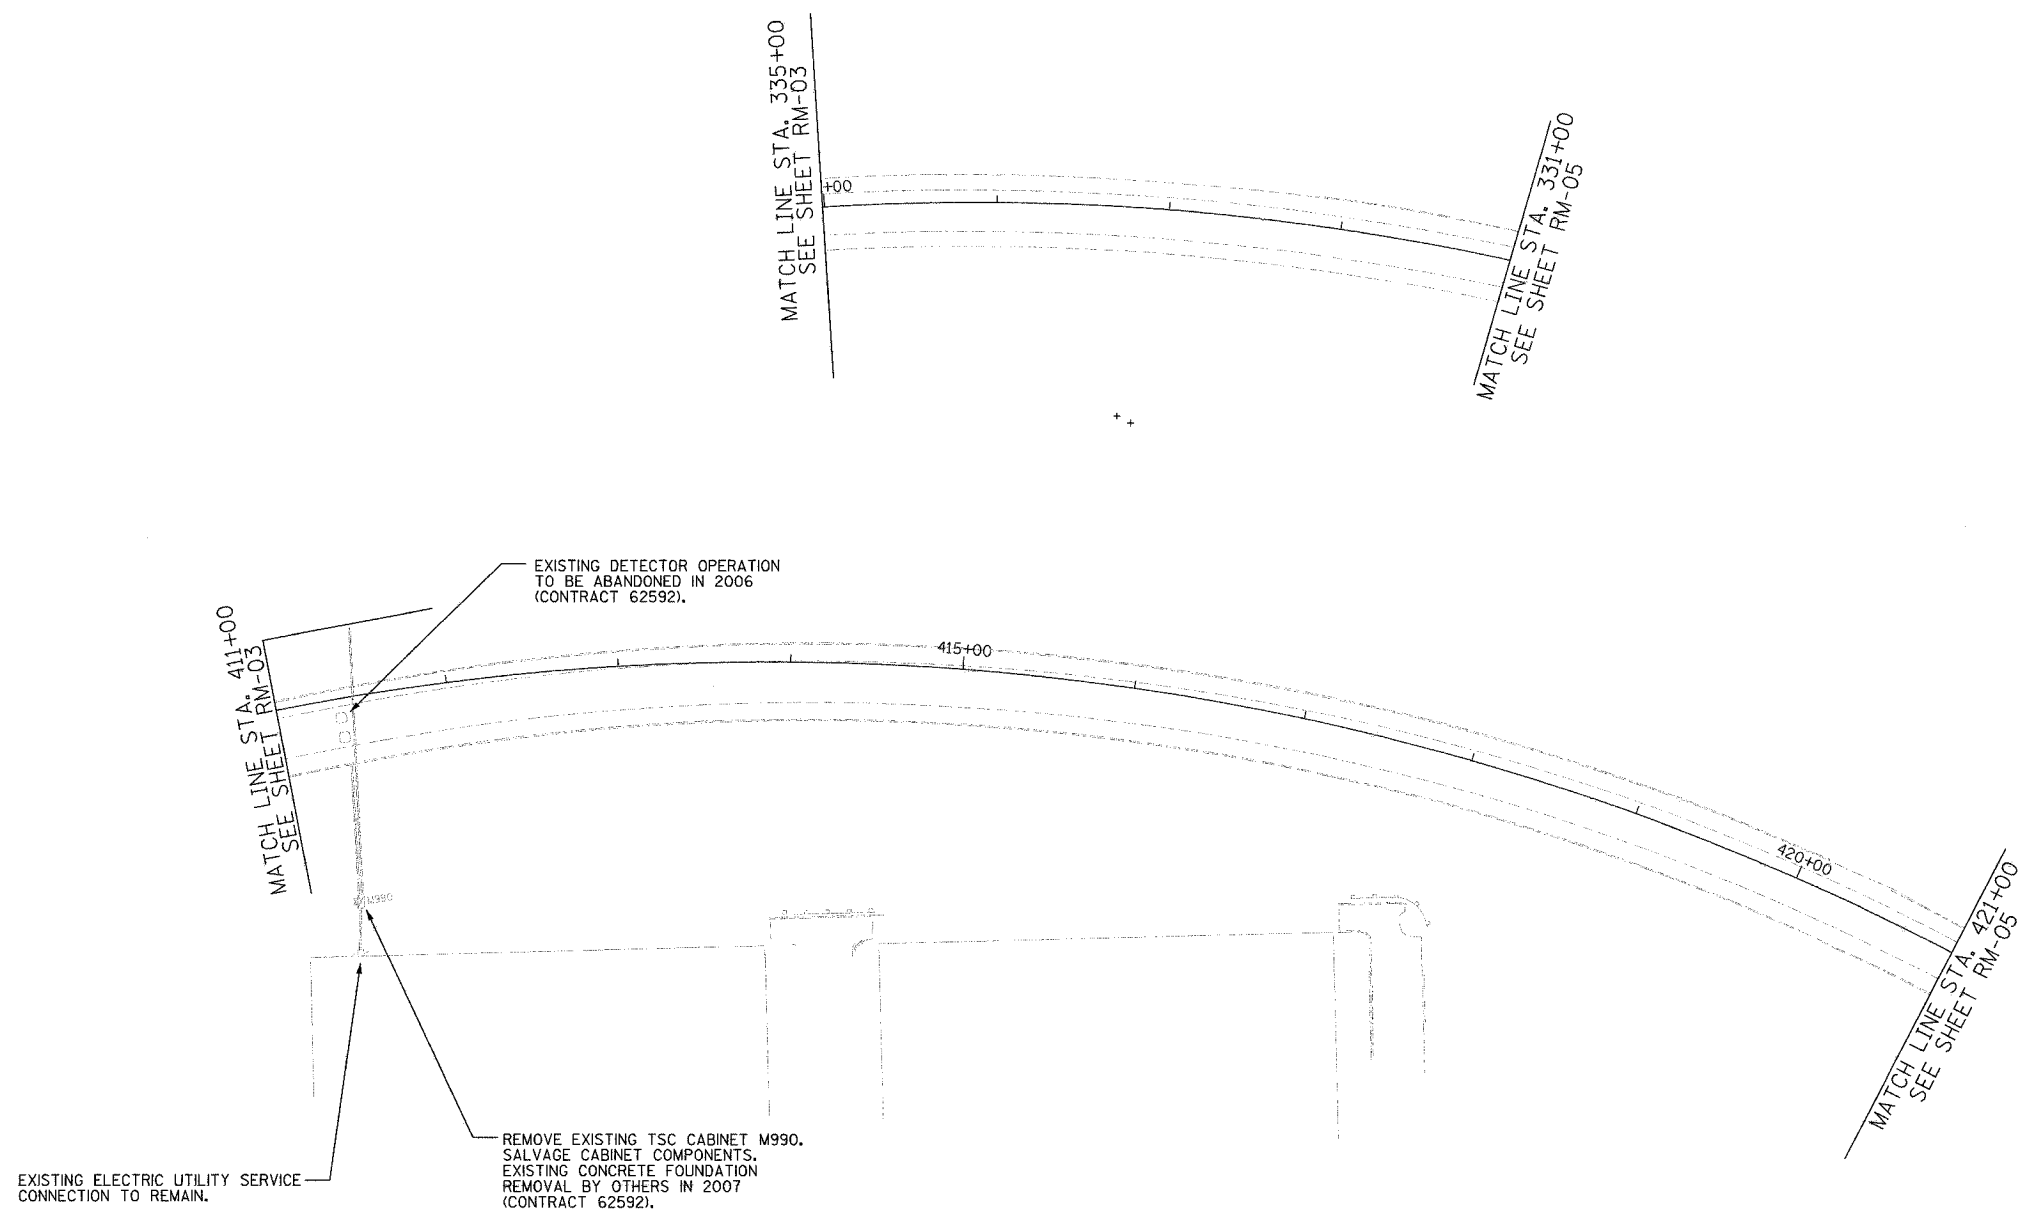 MATCH LINE STA. 335+00
SEE SHEET RM-03
+00
MATCH LINE STA. 331+00
SEE SHEET RM-05
EXISTING DETECTOR OPERATION
TO BE ABANDONED IN 2006
(CONTRACT 62592).
MATCH LINE STA. 411+00
SEE SHEET RM-03
415+00
420+00
MATCH LINE STA. 421+00
SEE SHEET RM-05
M990
REMOVE EXISTING TSC CABINET M990.
SALVAGE CABINET COMPONENTS.
EXISTING CONCRETE FOUNDATION
REMOVAL BY OTHERS IN 2007
(CONTRACT 62592).
EXISTING ELECTRIC UTILITY SERVICE
CONNECTION TO REMAIN.